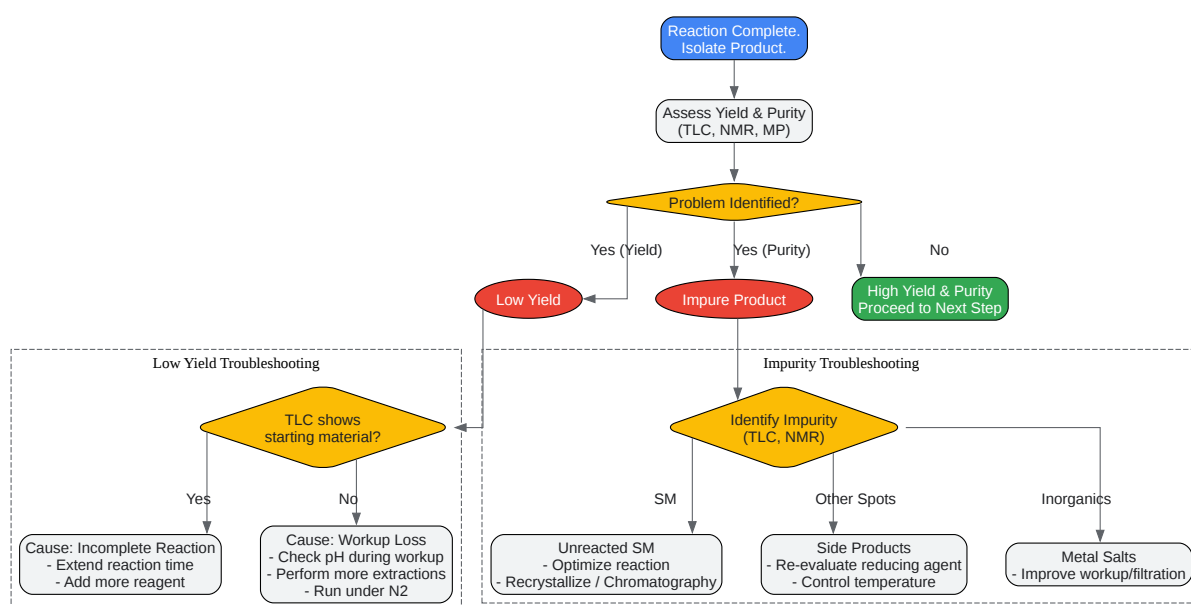 Reaction Complete.
Isolate Product.
Assess Yield & Purity
(TLC, NMR, MP)
Problem Identified?
Yes (Yield)
Yes (Purity)
No
Low Yield
Impure Product
High Yield & Purity
Proceed to Next Step
Low Yield Troubleshooting
TLC shows
starting material?
Yes
No
Cause: Incomplete Reaction
- Extend reaction time
- Add more reagent
Cause: Workup Loss
- Check pH during workup
- Perform more extractions
- Run under N2
Impurity Troubleshooting
Identify Impurity
(TLC, NMR)
SM
Other Spots
Inorganics
Unreacted SM
- Optimize reaction
- Recrystallize / Chromatography
Side Products
- Re-evaluate reducing agent
- Control temperature
Metal Salts
- Improve workup/filtration